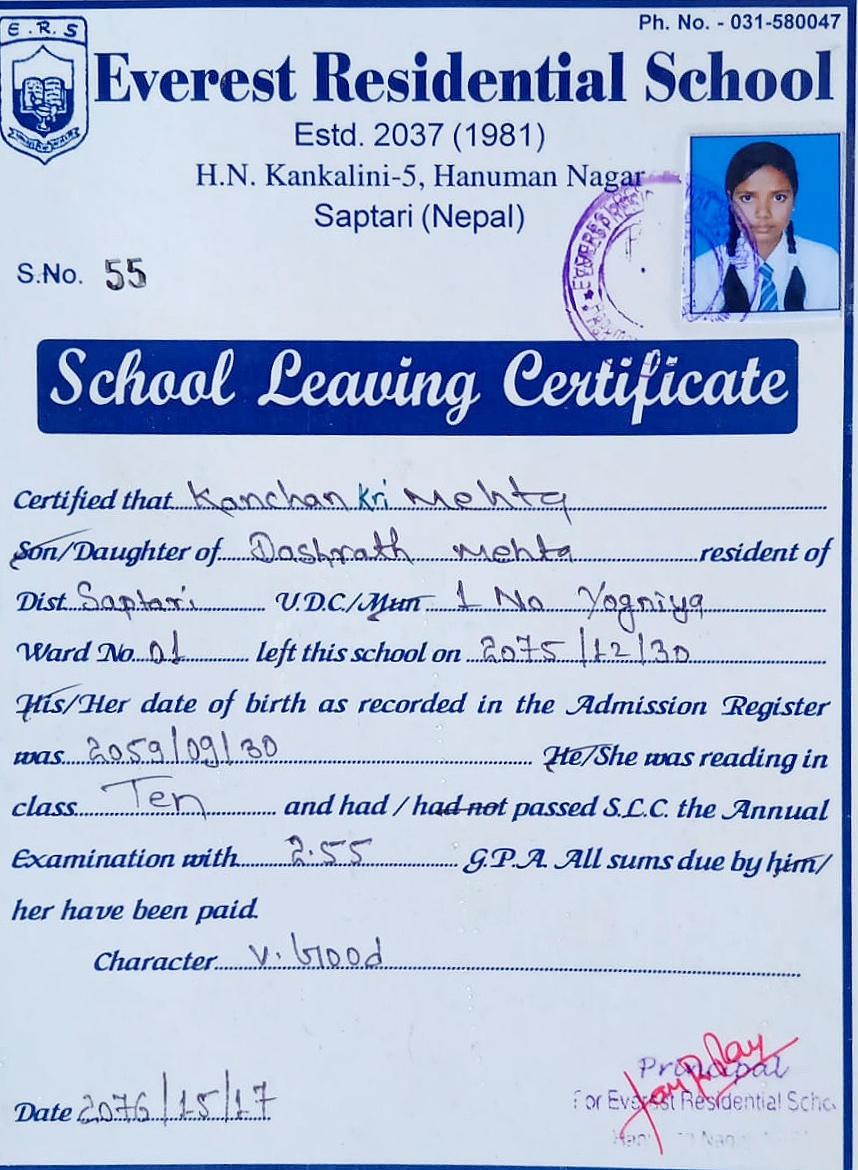 E.R.S
Ph. No. - 031-580047
Everest Residential School
Estd. 2037 (1981)
H.N. Kankalini-5, Hanuman Nagar
Saptari (Nepal)
S.No. 55
School Leaving Certificate
Certified that Kanchan Kri Mehta
Son/Daughter of Dashrath Mehta resident of
Dist. Saptari V.D.C./Mun 1 No Yogniya
Ward No. 01 left this school on 2075/12/30
His/Her date of birth as recorded in the Admission Register
was 2059/09/30 He/She was reading in
class Ten and had / had not passed S.L.C. the Annual
Examination with 2.55 G.P.A. All sums due by him/
her have been paid.
Character V. Good
Date 2076/15/17
Principal
For Everest Residential Scho